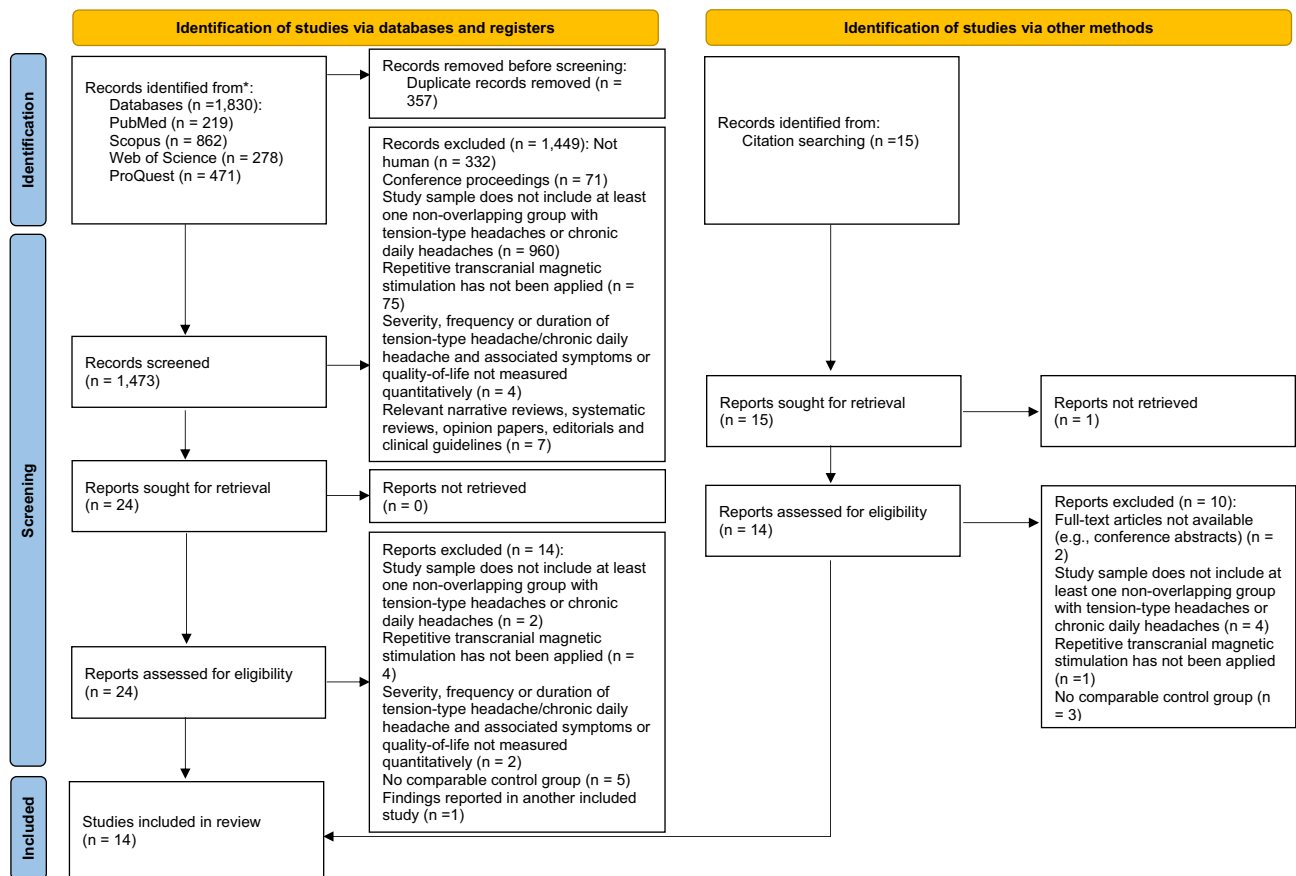 Identification of studies via databases and registers
Identification of studies via other methods
Identification
Records identified from*:
Databases (n =1,830):
PubMed (n = 219)
Scopus (n = 862)
Web of Science (n = 278)
ProQuest (n = 471)
Records removed before screening:
Duplicate records removed (n =
357)
Records identified from:
Citation searching (n =15)
Screening
Records screened
(n = 1,473)
Records excluded (n = 1,449): Not
human (n = 332)
Conference proceedings (n = 71)
Study sample does not include at least
one non-overlapping group with
tension-type headaches or chronic
daily headaches (n = 960)
Repetitive transcranial magnetic
stimulation has not been applied (n =
75)
Severity, frequency or duration of
tension-type headache/chronic daily
headache and associated symptoms or
quality-of-life not measured
quantitatively (n = 4)
Relevant narrative reviews, systematic
reviews, opinion papers, editorials and
clinical guidelines (n = 7)
Reports sought for retrieval
(n = 24)
Reports not retrieved
(n = 0)
Reports sought for retrieval
(n = 15)
Reports not retrieved
(n = 1)
Reports assessed for eligibility
(n = 24)
Reports excluded (n = 14):
Study sample does not include at least
one non-overlapping group with
tension-type headaches or chronic
daily headaches (n = 2)
Repetitive transcranial magnetic
stimulation has not been applied (n =
4)
Severity, frequency or duration of
tension-type headache/chronic daily
headache and associated symptoms or
quality-of-life not measured
quantitatively (n = 2)
No comparable control group (n = 5)
Findings reported in another included
study (n =1)
Reports assessed for eligibility
(n = 14)
Reports excluded (n = 10):
Full-text articles not available
(e.g., conference abstracts) (n =
2)
Study sample does not include at
least one non-overlapping group
with tension-type headaches or
chronic daily headaches (n = 4)
Repetitive transcranial magnetic
stimulation has not been applied
(n =1)
No comparable control group (n
= 3)
Included
Studies included in review
(n = 14)